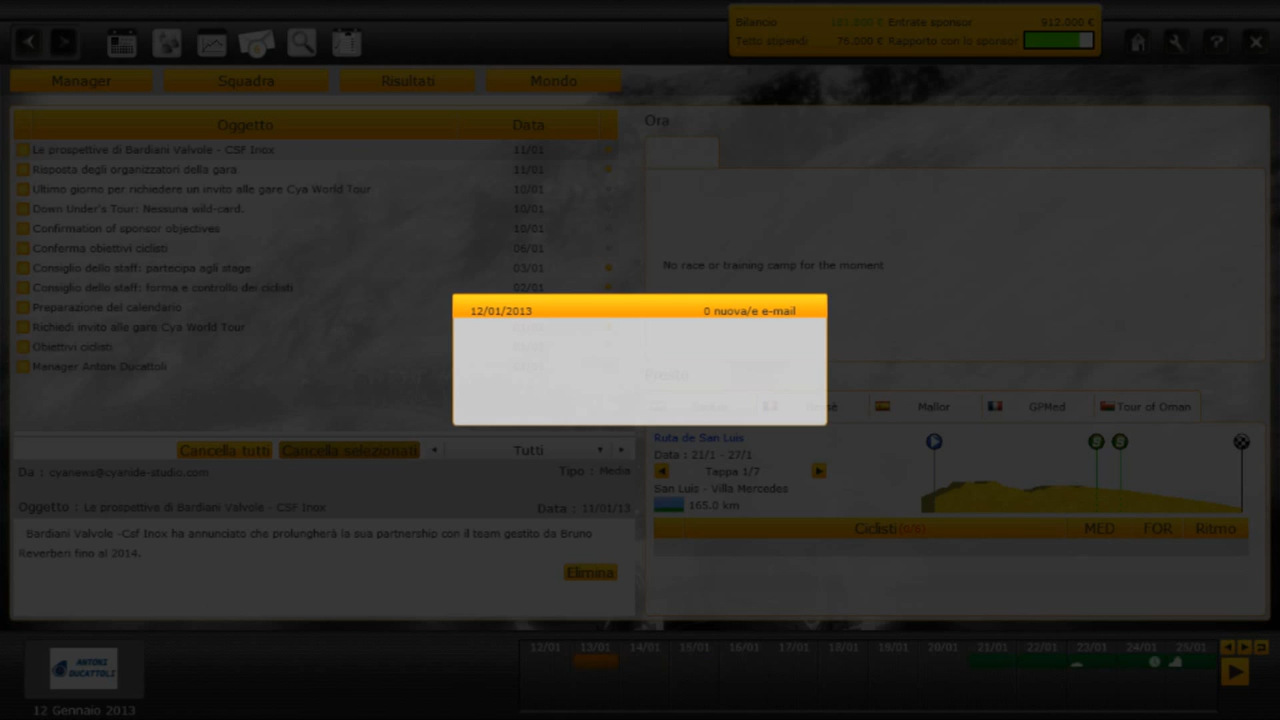 Bilancio 181.500 € Entrate sponsor 912.000 €
Tetto stipendi 76.000 € Rapporto con lo sponsor
Manager Squadra Risultati Mondo
Oggetto Data
Le prospettive di Bardiani Valvole - CSF Inox 11/01
Risposta degli organizzatori della gara 11/01
Ultimo giorno per richiedere un invito alle gare Cya World Tour 10/01
Down Under's Tour: Nessuna wild-card. 10/01
Confirmation of sponsor objectives 10/01
Conferma obiettivi ciclisti 06/01
Consiglio dello staff: partecipa agli stage 03/01
Consiglio dello staff: forma e controllo dei ciclisti 02/01
Preparazione del calendario
Richiedi invito alle gare Cya World Tour
Obiettivi ciclisti
Manager Antoni Ducattoli
Cancella tutti Cancella selezionati Tutti
Da : cyanews@cyanide-studio.com Tipo : Media
Oggetto : Le prospettive di Bardiani Valvole - CSF Inox Data : 11/01/13
Bardiani Valvole -Csf Inox ha annunciato che prolungherà la sua partnership con il team gestito da Bruno
Reverberi fino al 2014.
Elimina
Ora
No race or training camp for the moment
12/01/2013 0 nuova/e e-mail
Presto
Mallor GPMed Tour of Oman
Ruta de San Luis
Data : 21/1 - 27/1
Tappa 1/7
San Luis - Villa Mercedes
165.0 km
Ciclisti(0/8) MED FOR Ritmo
ANTONI
DUCATTOLI
12 Gennaio 2013
12/01 13/01 14/01 15/01 16/01 17/01 18/01 19/01 20/01 21/01 22/01 23/01 24/01 25/01